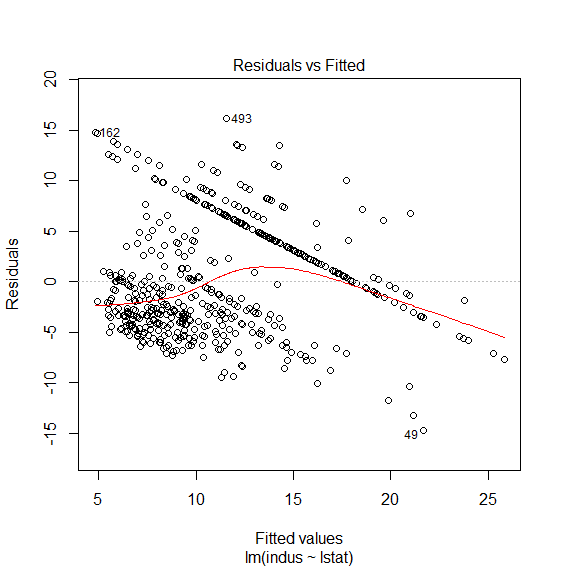 Residuals vs Fitted
Residuals
20
15
10
5
0
-5
-10
-15
162
493
49
5 10 15 20 25
Fitted values
lm(indus ~ lstat)